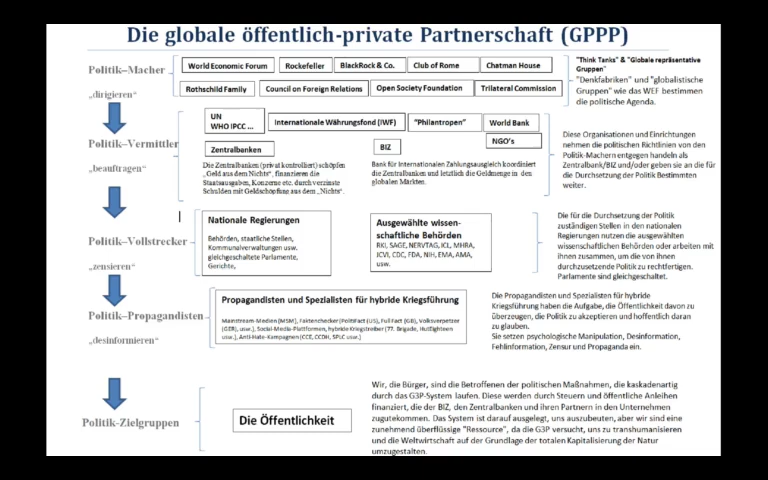 Die globale öffentlich-private Partnerschaft (GPPP)
Politik–Macher
„dirigieren“
World Economic Forum
Rockefeller
BlackRock & Co.
Club of Rome
Chatman House
Rothschild Family
Council on Foreign Relations
Open Society Foundation
Trilateral Commission
"Think Tanks" & "Globale repräsentative
Gruppen"
"Denkfabriken" und "globalistische
Gruppen" wie das WEF bestimmen
die politische Agenda.
Politik–Vermittler
„beauftragen“
UN
WHO IPCC ...
Internationale Währungsfond (IWF)
"Philantropen"
World Bank
Zentralbanken
BIZ
NGO's
Die Zentralbanken (privat kontrolliert) schöpfen
„Geld aus dem Nichts“, finanzieren die
Staatsausgaben, Konzerne etc. durch verzinste
Schulden mit Geldschöpfung aus dem „Nichts“.
Bank für Internationalen Zahlungsausgleich koordiniert
die Zentralbanken und letztlich die Geldmenge in den
globalen Märkten.
Diese Organisationen und Einrichtungen
nehmen die politischen Richtlinien von den
Politik-Machern entgegen handeln als
Zentralbank/BIZ und/oder geben sie an die für
die Durchsetzung der Politik Bestimmten
weiter.
Politik–Vollstrecker
„zensieren“
Nationale Regierungen
Behörden, staatliche Stellen,
Kommunalverwaltungen usw.
gleichgeschaltete Parlamente,
Gerichte,
Ausgewählte wissen-
schaftliche Behörden
RKI, SAGE, NERVTAG, ICL, MHRA,
JCVI, CDC, FDA, NIH, EMA, AMA,
usw.
Die für die Durchsetzung der Politik
zuständigen Stellen in den nationalen
Regierungen nutzen die ausgewählten
wissenschaftlichen Behörden oder arbeiten mit
ihnen zusammen, um die von ihnen
durchzusetzende Politik zu rechtfertigen.
Parlamente sind gleichgeschaltet.
Politik–Propagandisten
„desinformieren“
Propagandisten und Spezialisten für hybride Kriegsführung
Mainstream-Medien (MSM), Faktenchecker (PolitiFact (US), Full Fact (GB), Volksverpetzer
(GER), usw.), Social-Media-Plattformen, hybride Kriegstreiber (77. Brigade, HutEighteen
usw.), Anti-Hate-Kampagnen (CCE, CCDH, SPLC usw.)
Die Propagandisten und Spezialisten für hybride
Kriegsführung haben die Aufgabe, die Öffentlichkeit davon zu
überzeugen, die Politik zu akzeptieren und hoffentlich daran
zu glauben.
Sie setzen psychologische Manipulation, Desinformation,
Fehlinformation, Zensur und Propaganda ein.
Politik-Zielgruppen
Die Öffentlichkeit
Wir, die Bürger, sind die Betroffenen der politischen Maßnahmen, die kaskadenartig
durch das G3P-System laufen. Diese werden durch Steuern und öffentliche Anleihen
finanziert, die der BIZ, den Zentralbanken und ihren Partnern in den Unternehmen
zugutekommen. Das System ist darauf ausgelegt, uns auszubeuten, aber wir sind eine
zunehmend überflüssige "Ressource", da die G3P versucht, uns zu transhumanisieren
und die Weltwirtschaft auf der Grundlage der totalen Kapitalisierung der Natur
umzugestalten.